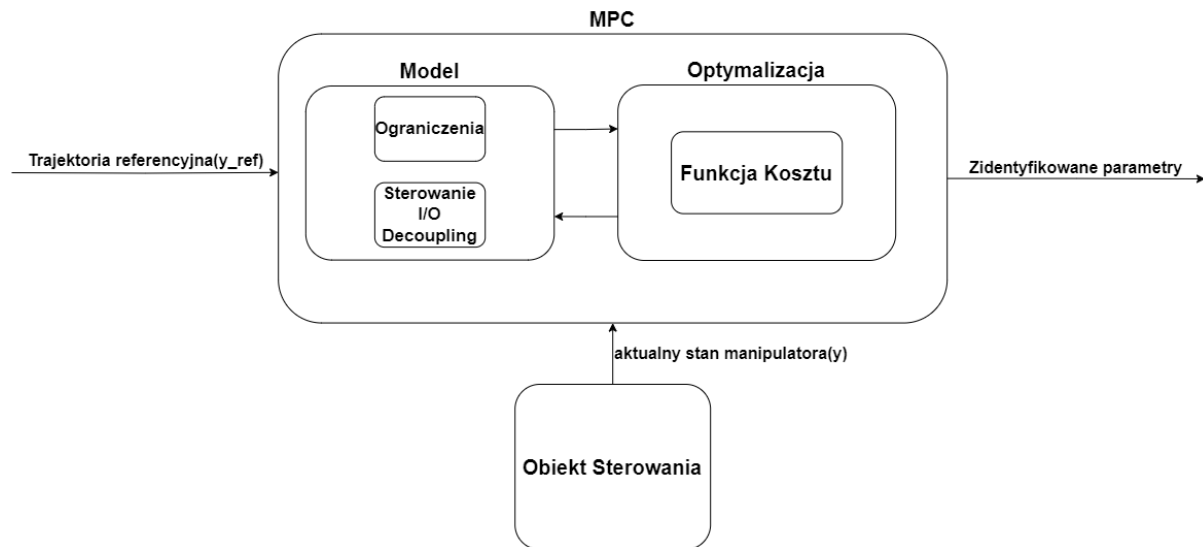 MPC
Model
Optymalizacja
Ograniczenia
Trajektoria referencyjna(y_ref)
Funkcja Kosztu
Zidentyfikowane parametry
Sterowanie
I/O
Decoupling
aktualny stan manipulatora(y)
Obiekt Sterowania